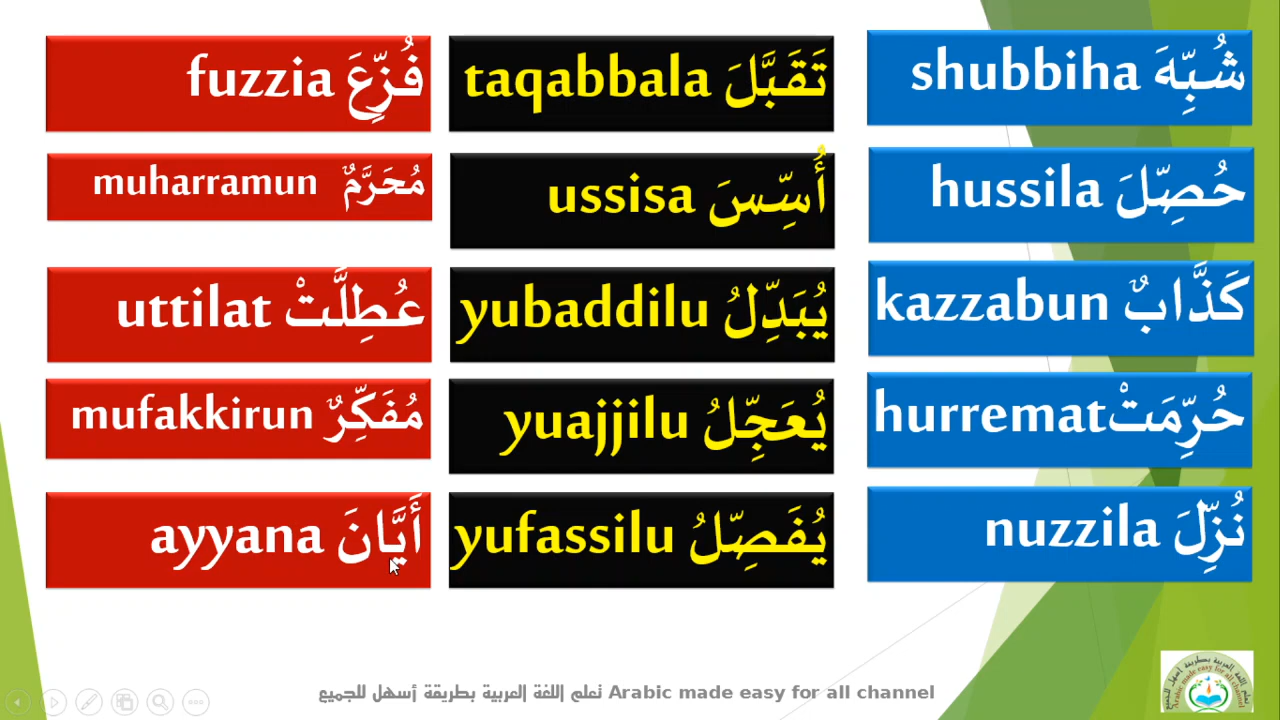 شُبِّهَ shubbiha
حُصِّلَ hussila
كَذَّابٌ kazzabun
حُرِّمَتْ hurremat
نُزِّلَ nuzzila
تَقَبَّلَ taqabbala
أُسِّسَ ussisa
يُبَدِّلُ yubaddilu
يُعَجِّلُ yuajjilu
يُفَصِّلُ yufassilu
فُزِّعَ fuzzia
مُحَرَّمٌ muharramun
عُطِلَّتْ uttilat
مُفَكِّرٌ mufakkirun
أَيَّانَ ayyana
تعلم اللغة العربية بطريقة أسهل للجميع Arabic made easy for all channel